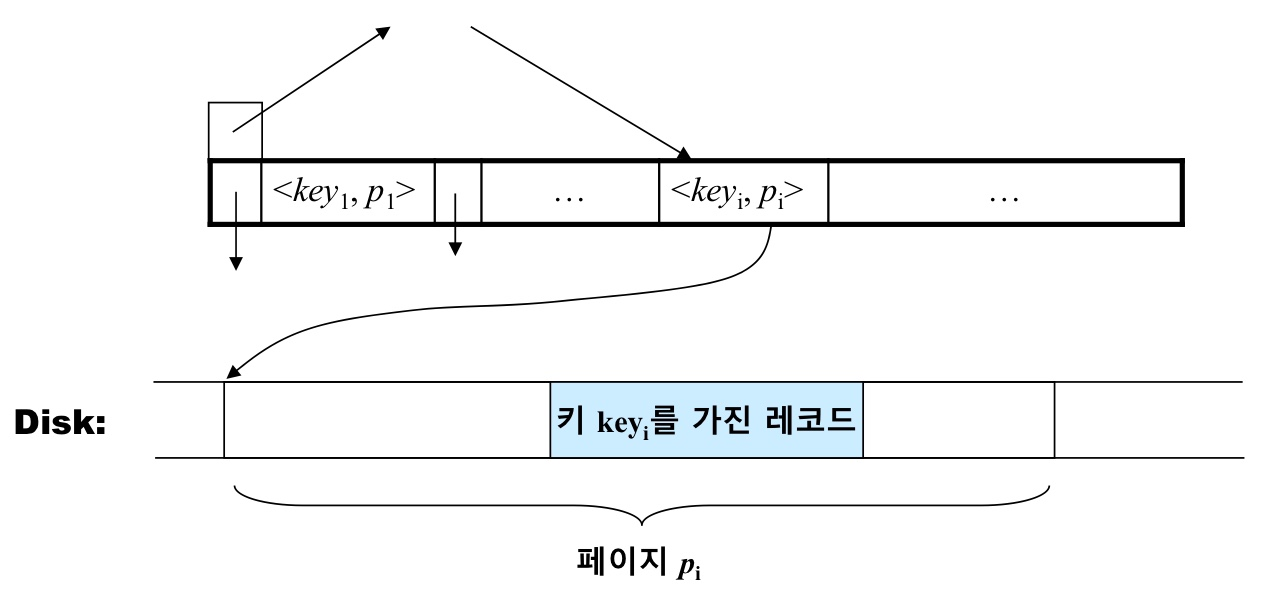 <key₁, p₁> … <keyᵢ, pᵢ> …
Disk: 키 keyᵢ를 가진 레코드
페이지 pᵢ